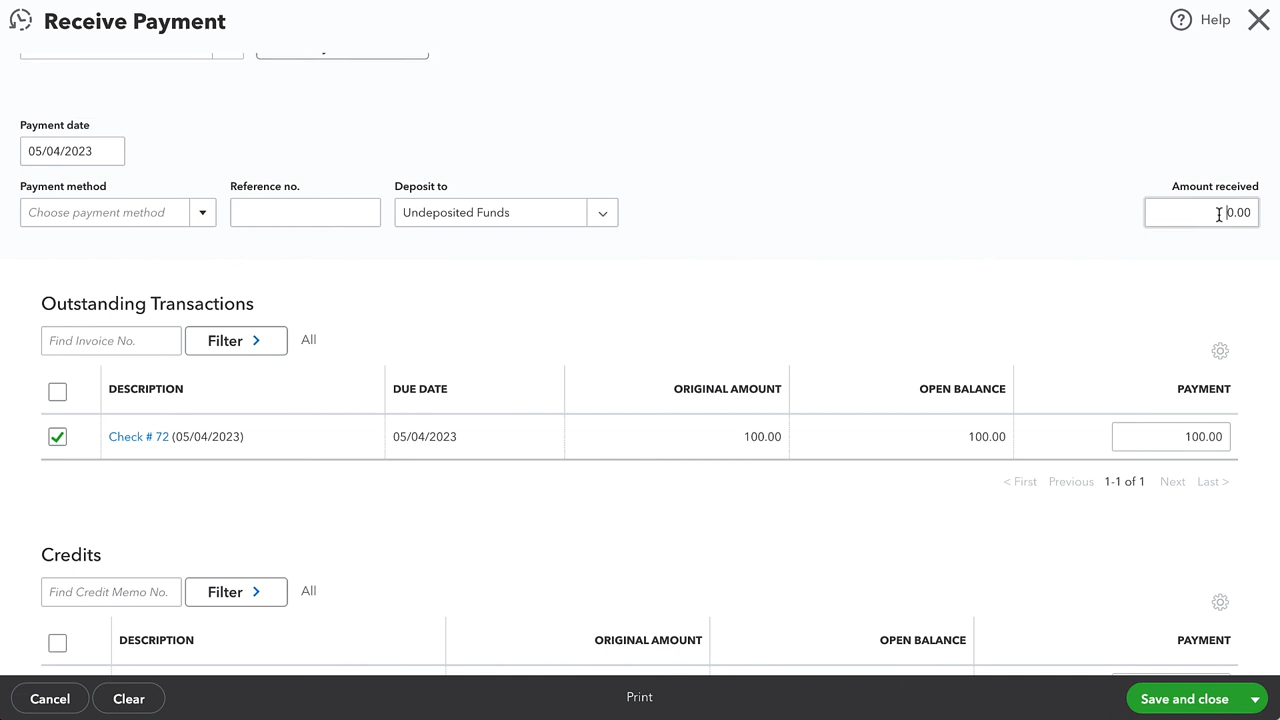 Receive Payment
Help
Payment date
05/04/2023
Payment method
Reference no.
Deposit to
Amount received
Choose payment method
Undeposited Funds
0.00
Outstanding Transactions
Find Invoice No.
Filter >
All
DESCRIPTION
DUE DATE
ORIGINAL AMOUNT
OPEN BALANCE
PAYMENT
Check # 72 (05/04/2023)
05/04/2023
100.00
100.00
100.00
< First
Previous
1-1 of 1
Next
Last >
Credits
Find Credit Memo No.
Filter >
All
DESCRIPTION
ORIGINAL AMOUNT
OPEN BALANCE
PAYMENT
Cancel
Clear
Print
Save and close